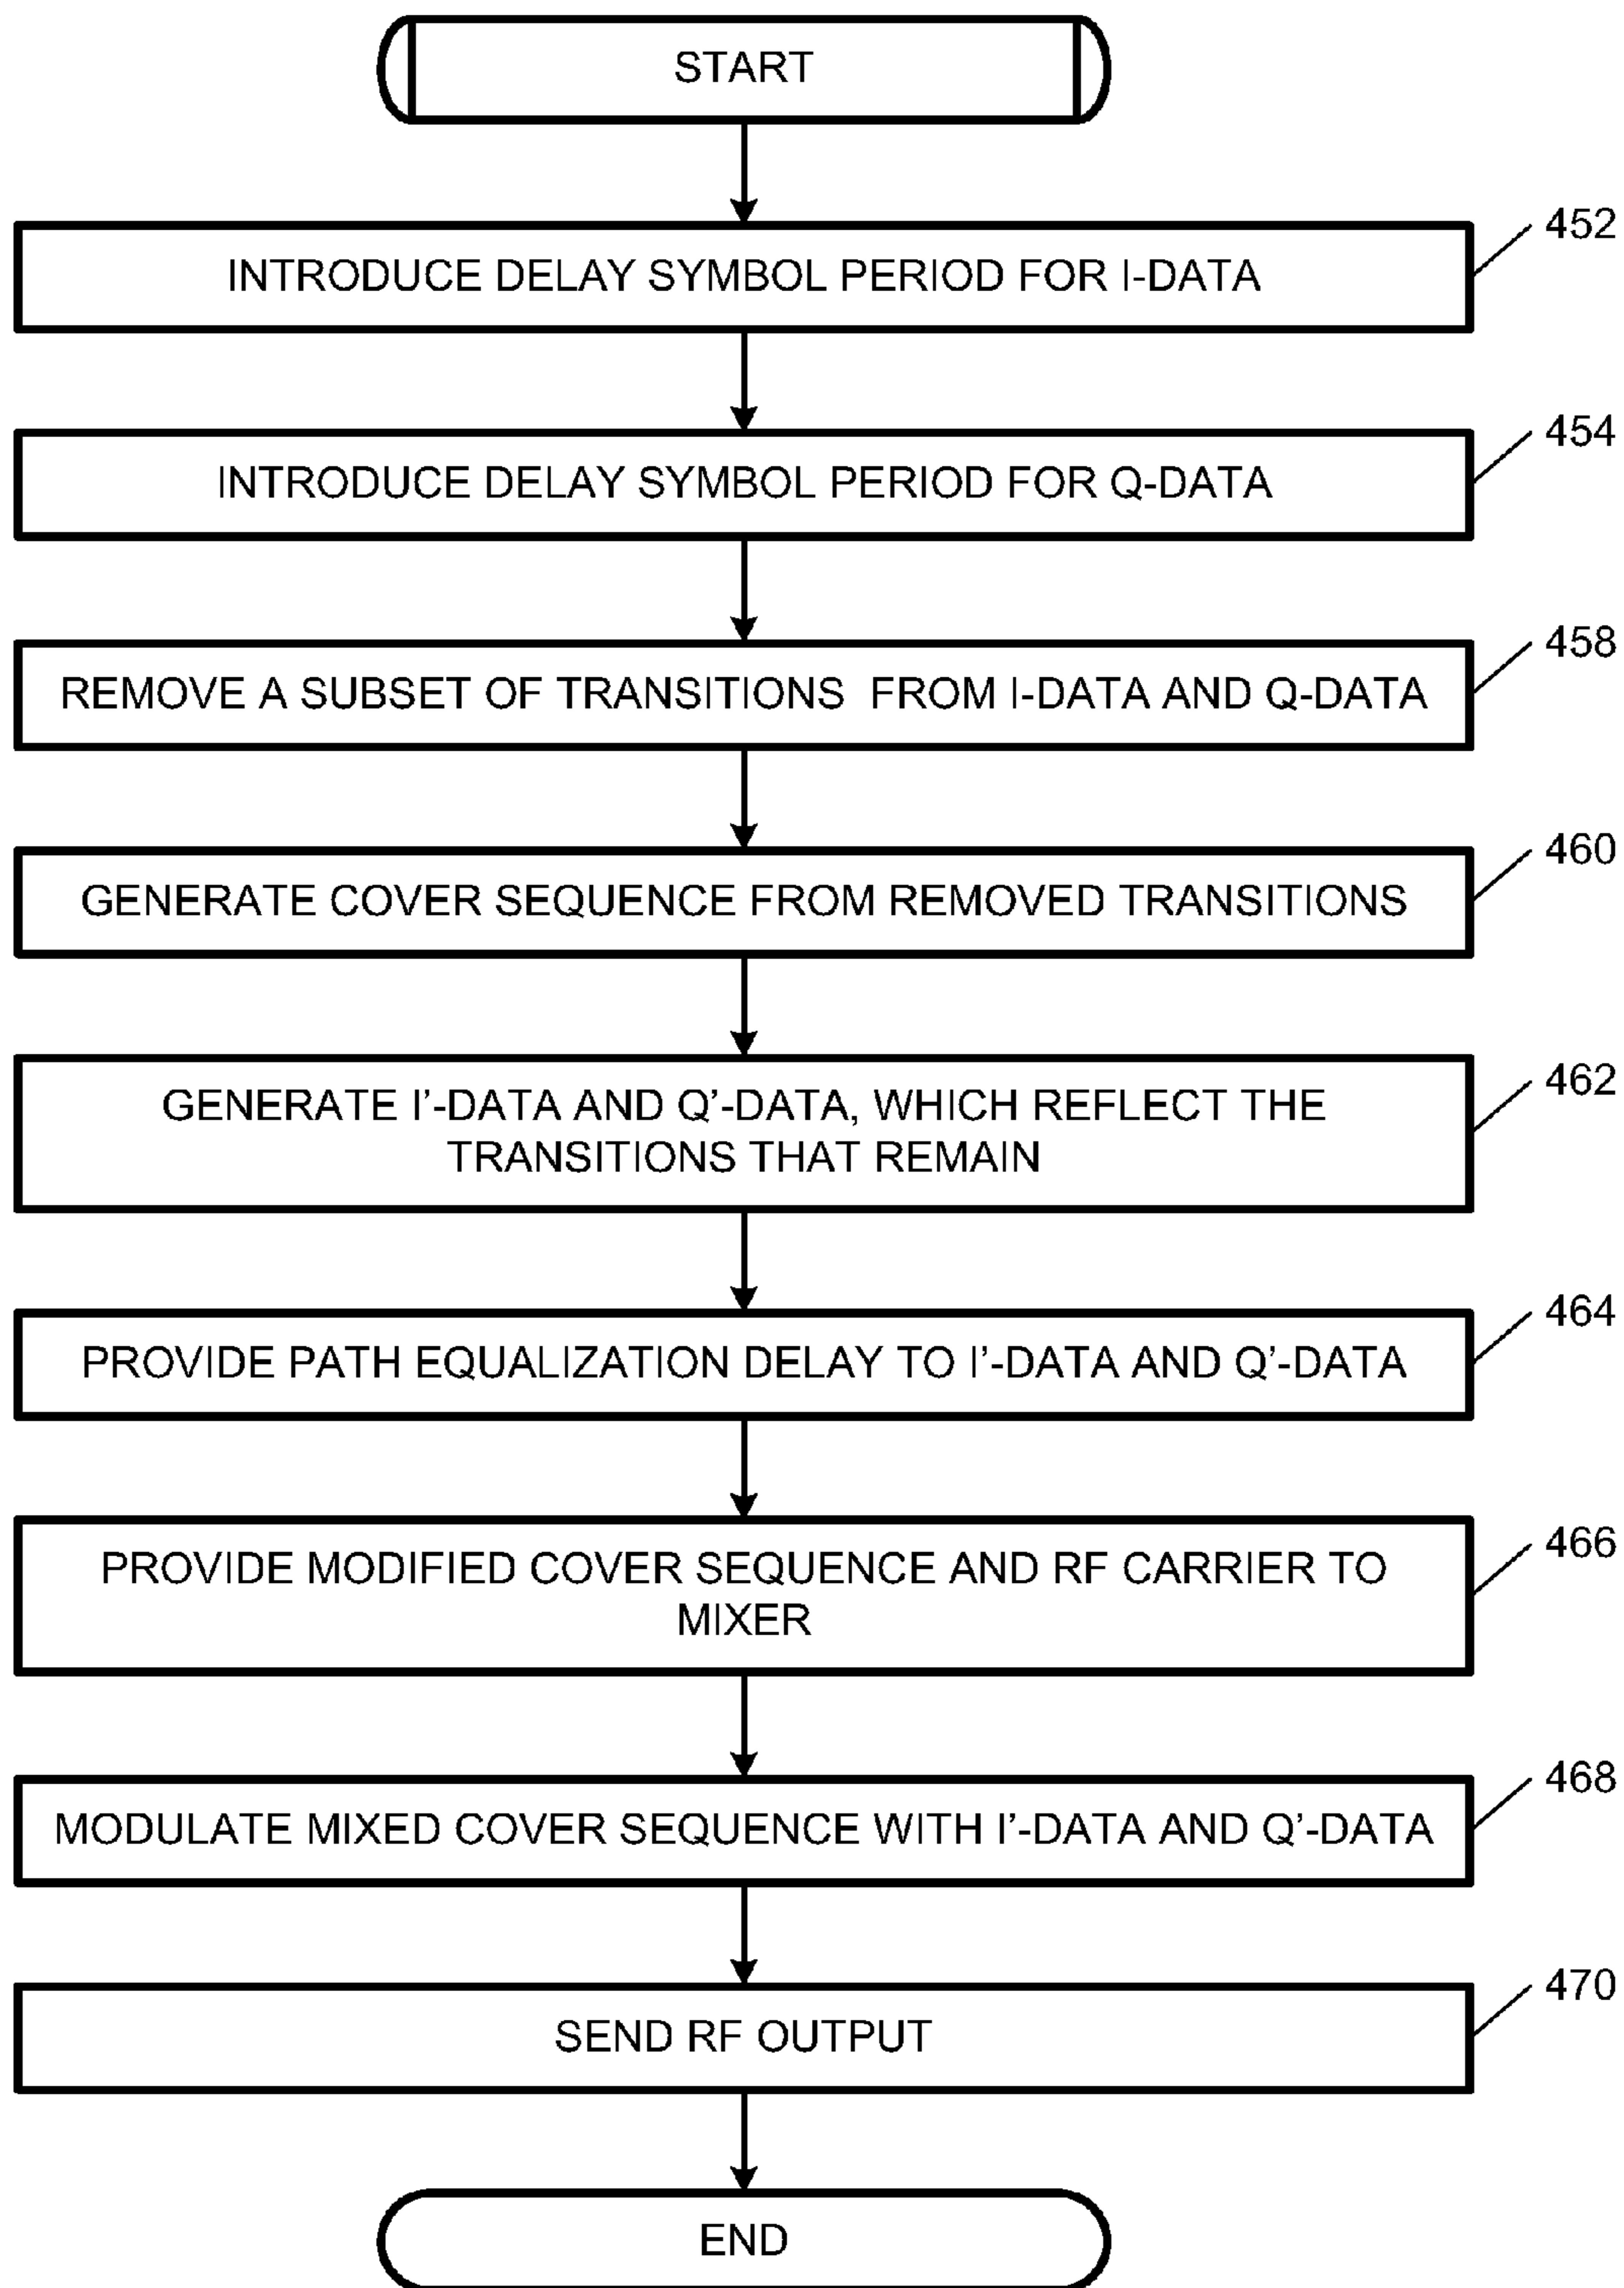 START
452
INTRODUCE DELAY SYMBOL PERIOD FOR I-DATA
454
INTRODUCE DELAY SYMBOL PERIOD FOR Q-DATA
458
REMOVE A SUBSET OF TRANSITIONS FROM I-DATA AND Q-DATA
460
GENERATE COVER SEQUENCE FROM REMOVED TRANSITIONS
462
GENERATE I'-DATA AND Q'-DATA, WHICH REFLECT THE
TRANSITIONS THAT REMAIN
464
PROVIDE PATH EQUALIZATION DELAY TO I'-DATA AND Q'-DATA
466
PROVIDE MODIFIED COVER SEQUENCE AND RF CARRIER TO
MIXER
468
MODULATE MIXED COVER SEQUENCE WITH I'-DATA AND Q'-DATA
470
SEND RF OUTPUT
END